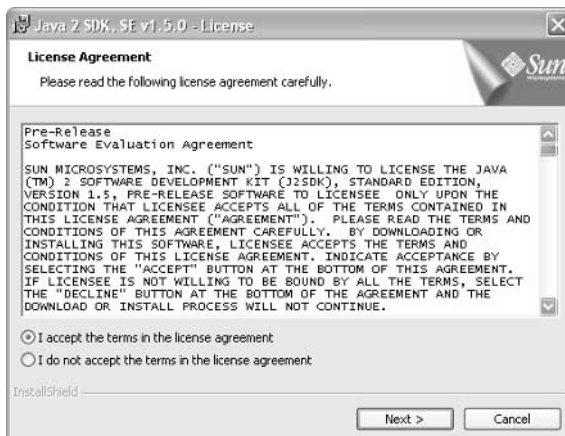 Java 2 SDK, SE v1.5.0 - License
License Agreement
Please read the following license agreement carefully.
Sun
microsystems
Pre-Release
Software Evaluation Agreement
SUN MICROSYSTEMS, INC. ("SUN") IS WILLING TO LICENSE THE JAVA
(TM) 2 SOFTWARE DEVELOPMENT KIT (J2SDK), STANDARD EDITION,
VERSION 1.5, PRE-RELEASE SOFTWARE TO LICENSEE ONLY UPON THE
CONDITION THAT LICENSEE ACCEPTS ALL OF THE TERMS CONTAINED IN
THIS LICENSE AGREEMENT ("AGREEMENT"). PLEASE READ THE TERMS AND
CONDITIONS OF THIS AGREEMENT CAREFULLY. BY DOWNLOADING OR
INSTALLING THIS SOFTWARE, LICENSEE ACCEPTS THE TERMS AND
CONDITIONS OF THIS LICENSE AGREEMENT. INDICATE ACCEPTANCE BY
SELECTING THE "ACCEPT" BUTTON AT THE BOTTOM OF THIS AGREEMENT.
IF LICENSEE IS NOT WILLING TO BE BOUND BY ALL THE TERMS, SELECT
THE "DECLINE" BUTTON AT THE BOTTOM OF THE AGREEMENT AND THE
DOWNLOAD OR INSTALL PROCESS WILL NOT CONTINUE.
I accept the terms in the license agreement
I do not accept the terms in the license agreement
InstallShield
Next >
Cancel